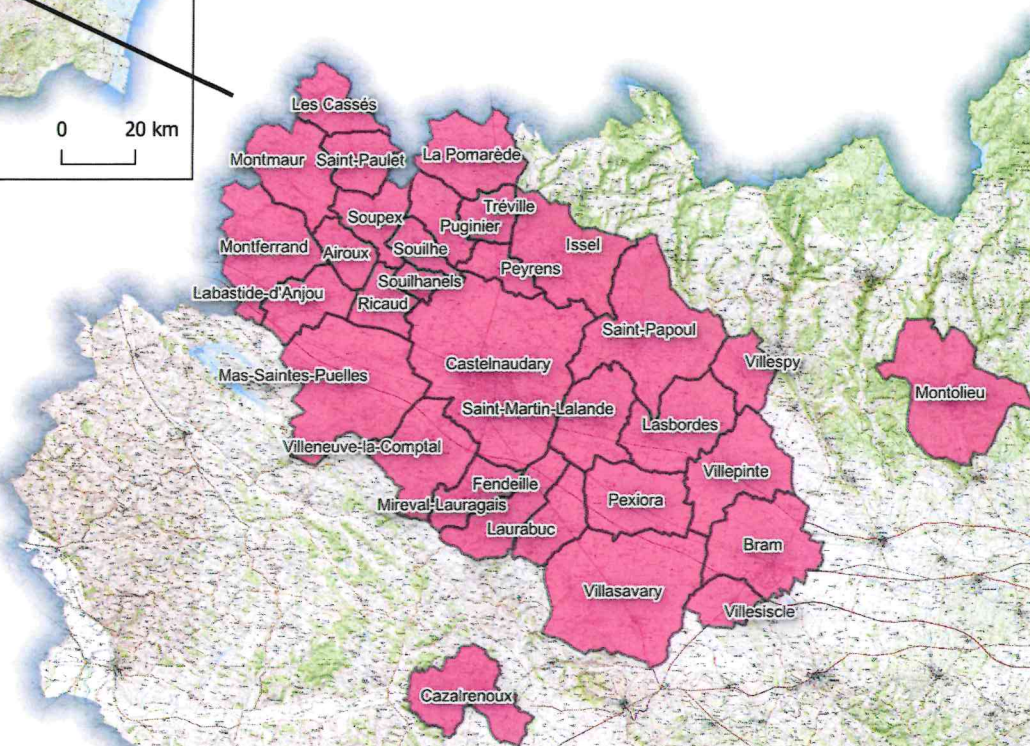 0 20 km
Les Cassés
Montmaur
Saint-Paulet
La Pomarède
Tréville
Soupex
Puginier
Montferrand
Airoux
Souilhe
Issel
Peyrens
Souilhanels
Labastide-d'Anjou
Ricaud
Saint-Papoul
Castelnaudary
Villespy
Mas-Saintes-Puelles
Montolieu
Saint-Martin-Lalande
Lasbordes
Villeneuve-la-Comptal
Villepinte
Fendeille
Pexiora
Mireval-Lauragais
Laurabuc
Bram
Villasavary
Villesiscle
Cazalrenoux